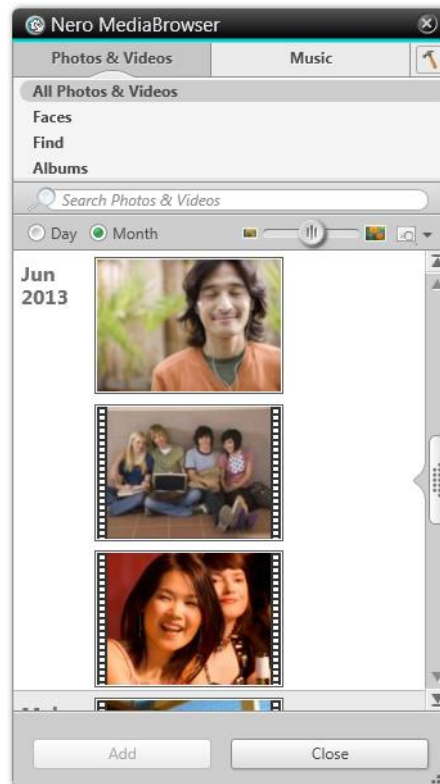 Nero MediaBrowser
Photos & Videos Music
All Photos & Videos
Faces
Find
Albums
Search Photos & Videos
Day Month
Jun
2013
Add Close